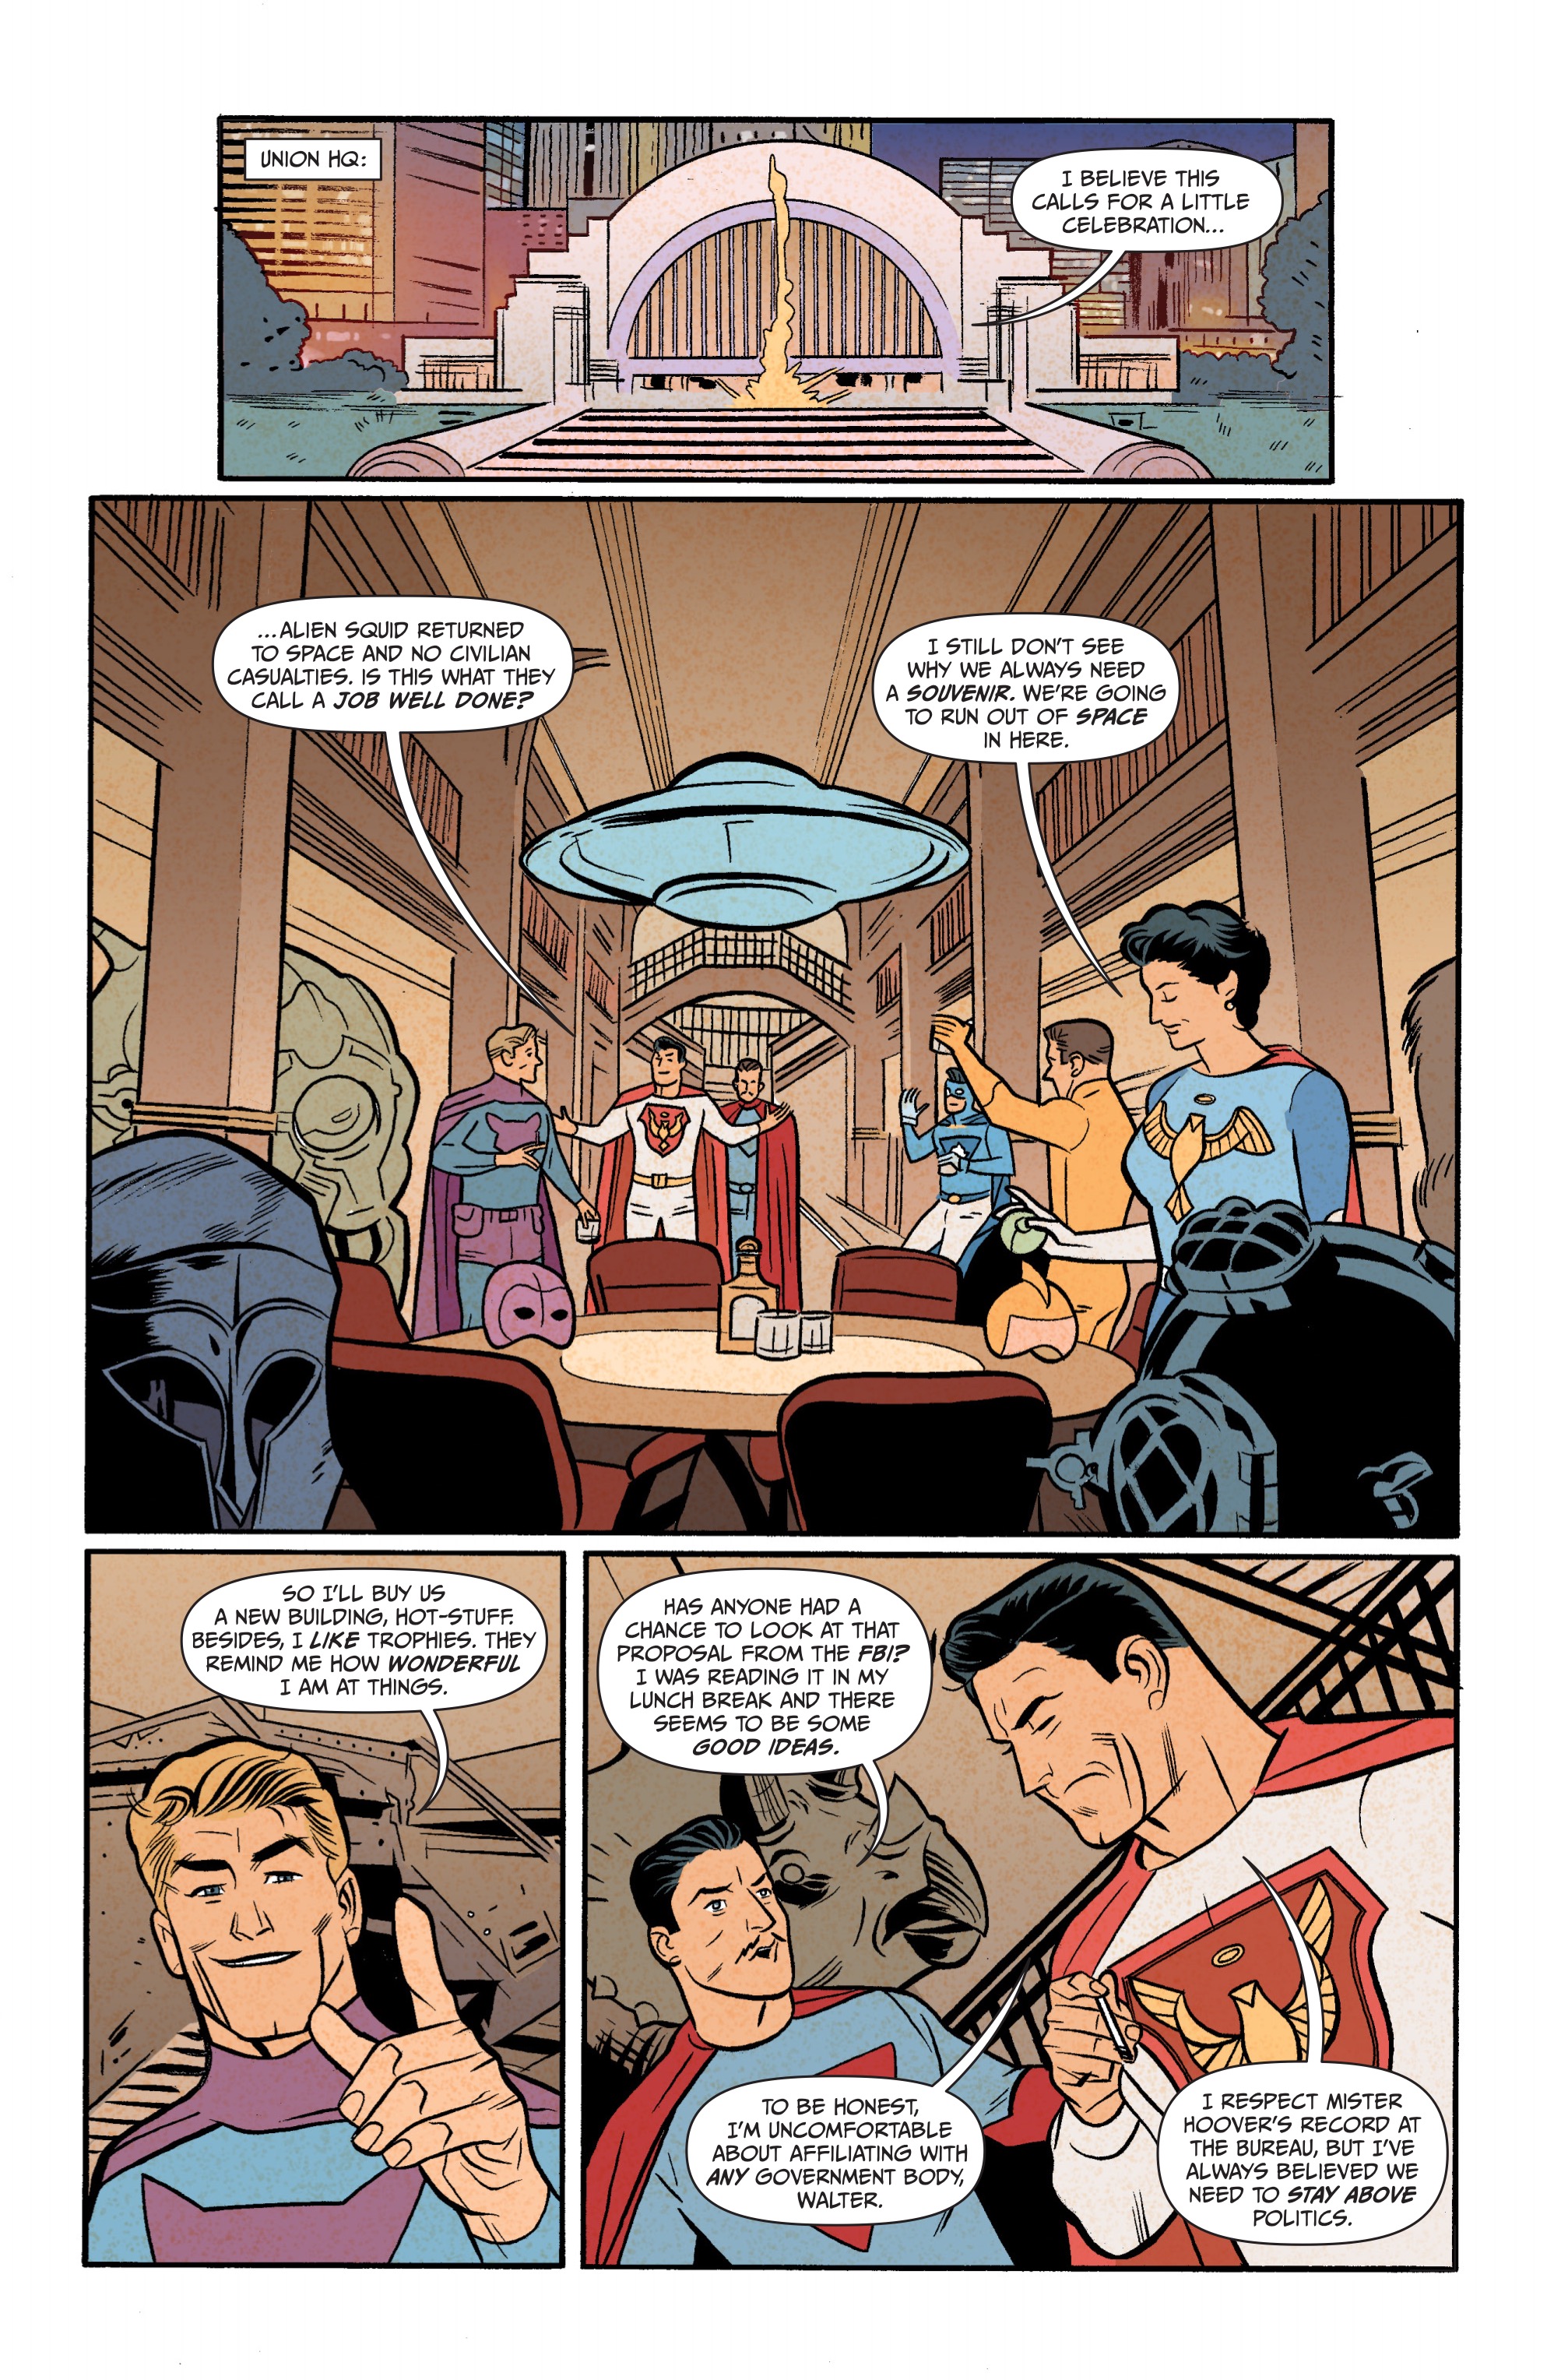 UNION HQ:
I BELIEVE THIS
CALLS FOR A LITTLE
CELEBRATION...
...ALIEN SQUID RETURNED
TO SPACE AND NO CIVILIAN
CASUALTIES. IS THIS WHAT THEY
CALL A JOB WELL DONE?
I STILL DON'T SEE
WHY WE ALWAYS NEED
A SOUVENIR. WE'RE GOING
TO RUN OUT OF SPACE
IN HERE.
SO I'LL BUY US
A NEW BUILDING, HOT-STUFF.
BESIDES, I LIKE TROPHIES. THEY
REMIND ME HOW WONDERFUL
I AM AT THINGS.
HAS ANYONE HAD A
CHANCE TO LOOK AT THAT
PROPOSAL FROM THE FBI?
I WAS READING IT IN MY
LUNCH BREAK AND THERE
SEEMS TO BE SOME
GOOD IDEAS.
TO BE HONEST,
I'M UNCOMFORTABLE
ABOUT AFFILIATING WITH
ANY GOVERNMENT BODY,
WALTER.
I RESPECT MISTER
HOOVER'S RECORD AT
THE BUREAU, BUT I'VE
ALWAYS BELIEVED WE
NEED TO STAY ABOVE
POLITICS.